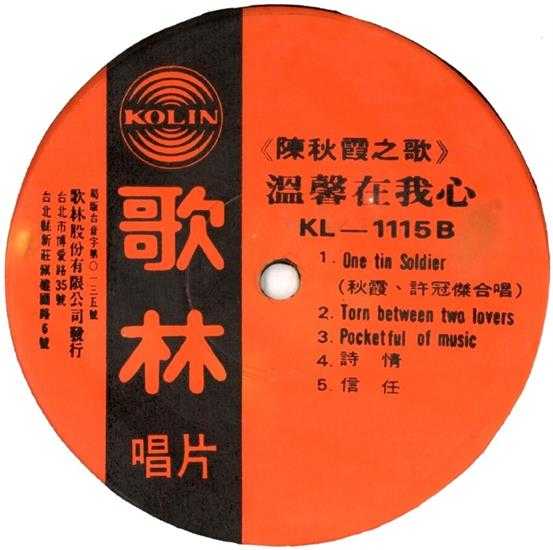 KOLIN
歌林
唱片
《陳秋霞之歌》
溫馨在我心
KL—1115B
1. One tin Soldier
(秋霞、許冠傑合唱)
2. Torn between two lovers
3. Pocketful of music
4. 詩情
5. 信任
歌林股份有限公司發行
台北市博愛路35號